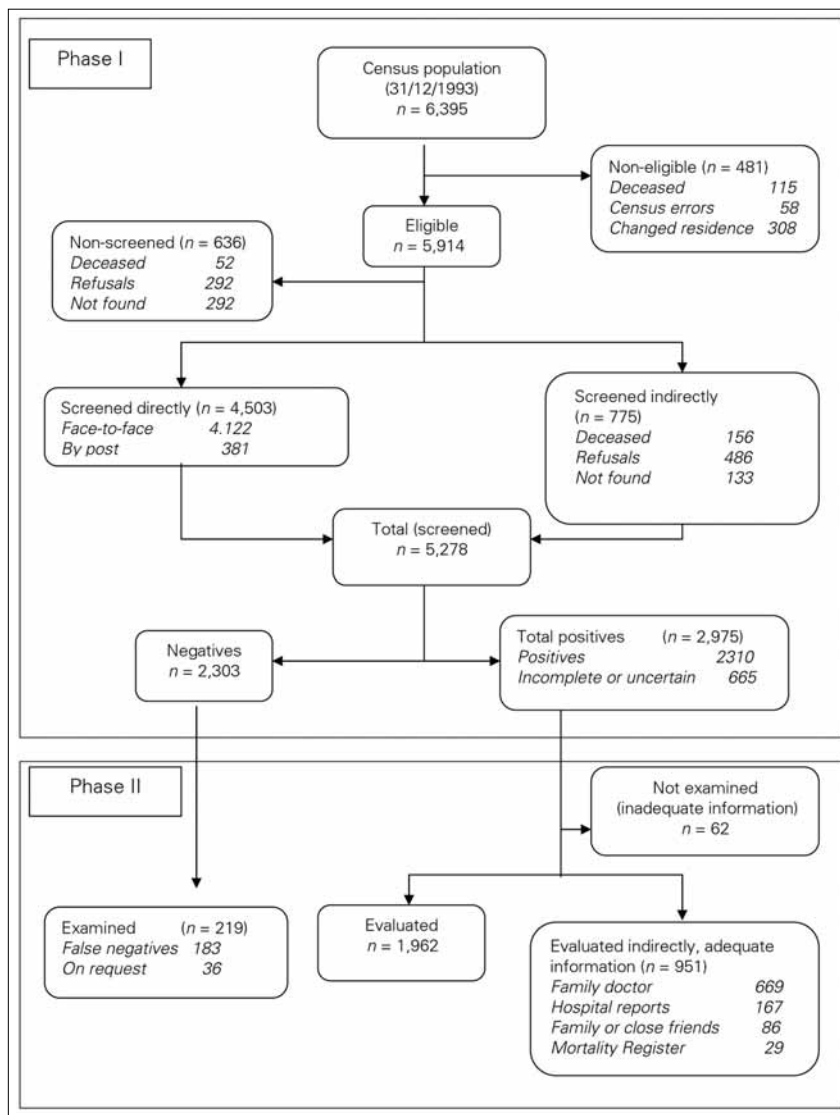 Phase I
Census population
(31/12/1993)
n = 6,395
Non-eligible (n = 481)
Deceased 115
Census errors 58
Changed residence 308
Eligible
n = 5,914
Non-screened (n = 636)
Deceased 52
Refusals 292
Not found 292
Screened directly (n = 4,503)
Face-to-face 4.122
By post 381
Screened indirectly
(n = 775)
Deceased 156
Refusals 486
Not found 133
Total (screened)
n = 5,278
Negatives
n = 2,303
Total positives (n = 2,975)
Positives 2310
Incomplete or uncertain 665
Phase II
Not examined
(inadequate information)
n = 62
Examined (n = 219)
False negatives 183
On request 36
Evaluated
n = 1,962
Evaluated indirectly, adequate
information (n = 951)
Family doctor 669
Hospital reports 167
Family or close friends 86
Mortality Register 29